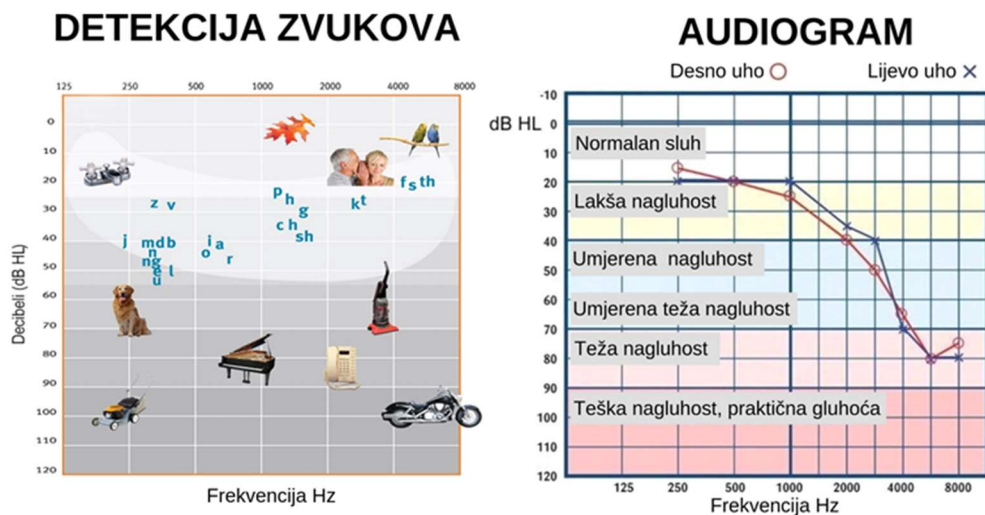 DETEKCIJA ZVUKOVA
125 250 500 1000 2000 4000 8000
0
10
20
30
40
50
60
70
80
90
100
110
120
Decibeli (dB HL)
z v
j
m d b
n
ng
e l
u
i a
o
r
p
h
g
c h
sh
k t
f s th
Frekvencija Hz
AUDIOGRAM
Desno uho Lijevo uho
dB HL
-10
0
10
20
30
40
50
60
70
80
90
100
110
120
Normalan sluh
Lakša nagluhost
Umjerena nagluhost
Umjerena teža nagluhost
Teža nagluhost
Teška nagluhost, praktična gluhoća
125 250 500 1000 2000 4000 8000
Frekvencija Hz